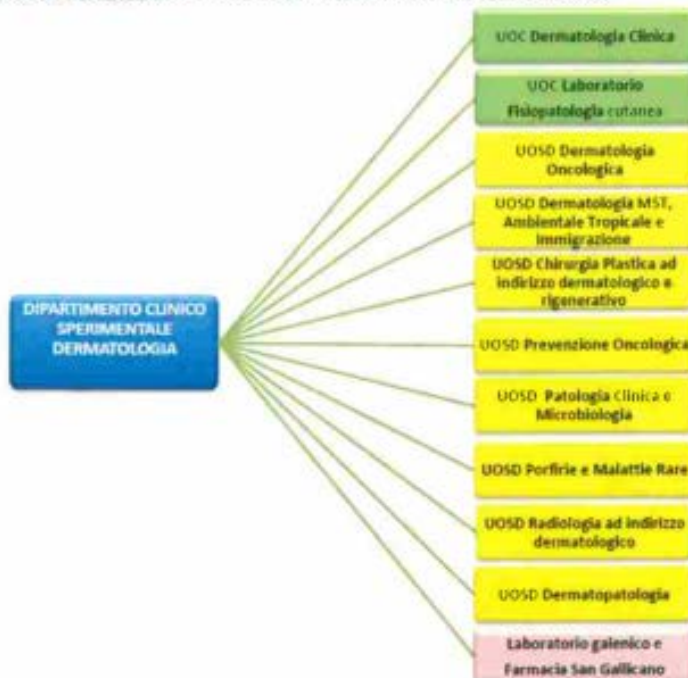 DIPARTIMENTO CLINICO
SPERIMENTALE
DERMATOLOGIA
UOC Dermatologia Clinica
UOC Laboratorio
Fisiopatologia cutanea
UOSD Dermatologia
Oncologica
UOSD Dermatologia MST,
Ambientale Tropicale e
Immigrazione
UOSD Chirurgia Plastica ad
indirizzo dermatologico e
rigenerativo
UOSD Prevenzione Oncologica
UOSD Patologia Clinica e
Microbiologia
UOSD Porfirie e Malattie Rare
UOSD Radiologia ad indirizzo
dermatologico
UOSD Dermatopatologia
Laboratorio galenico e
Farmacia San Gallicano